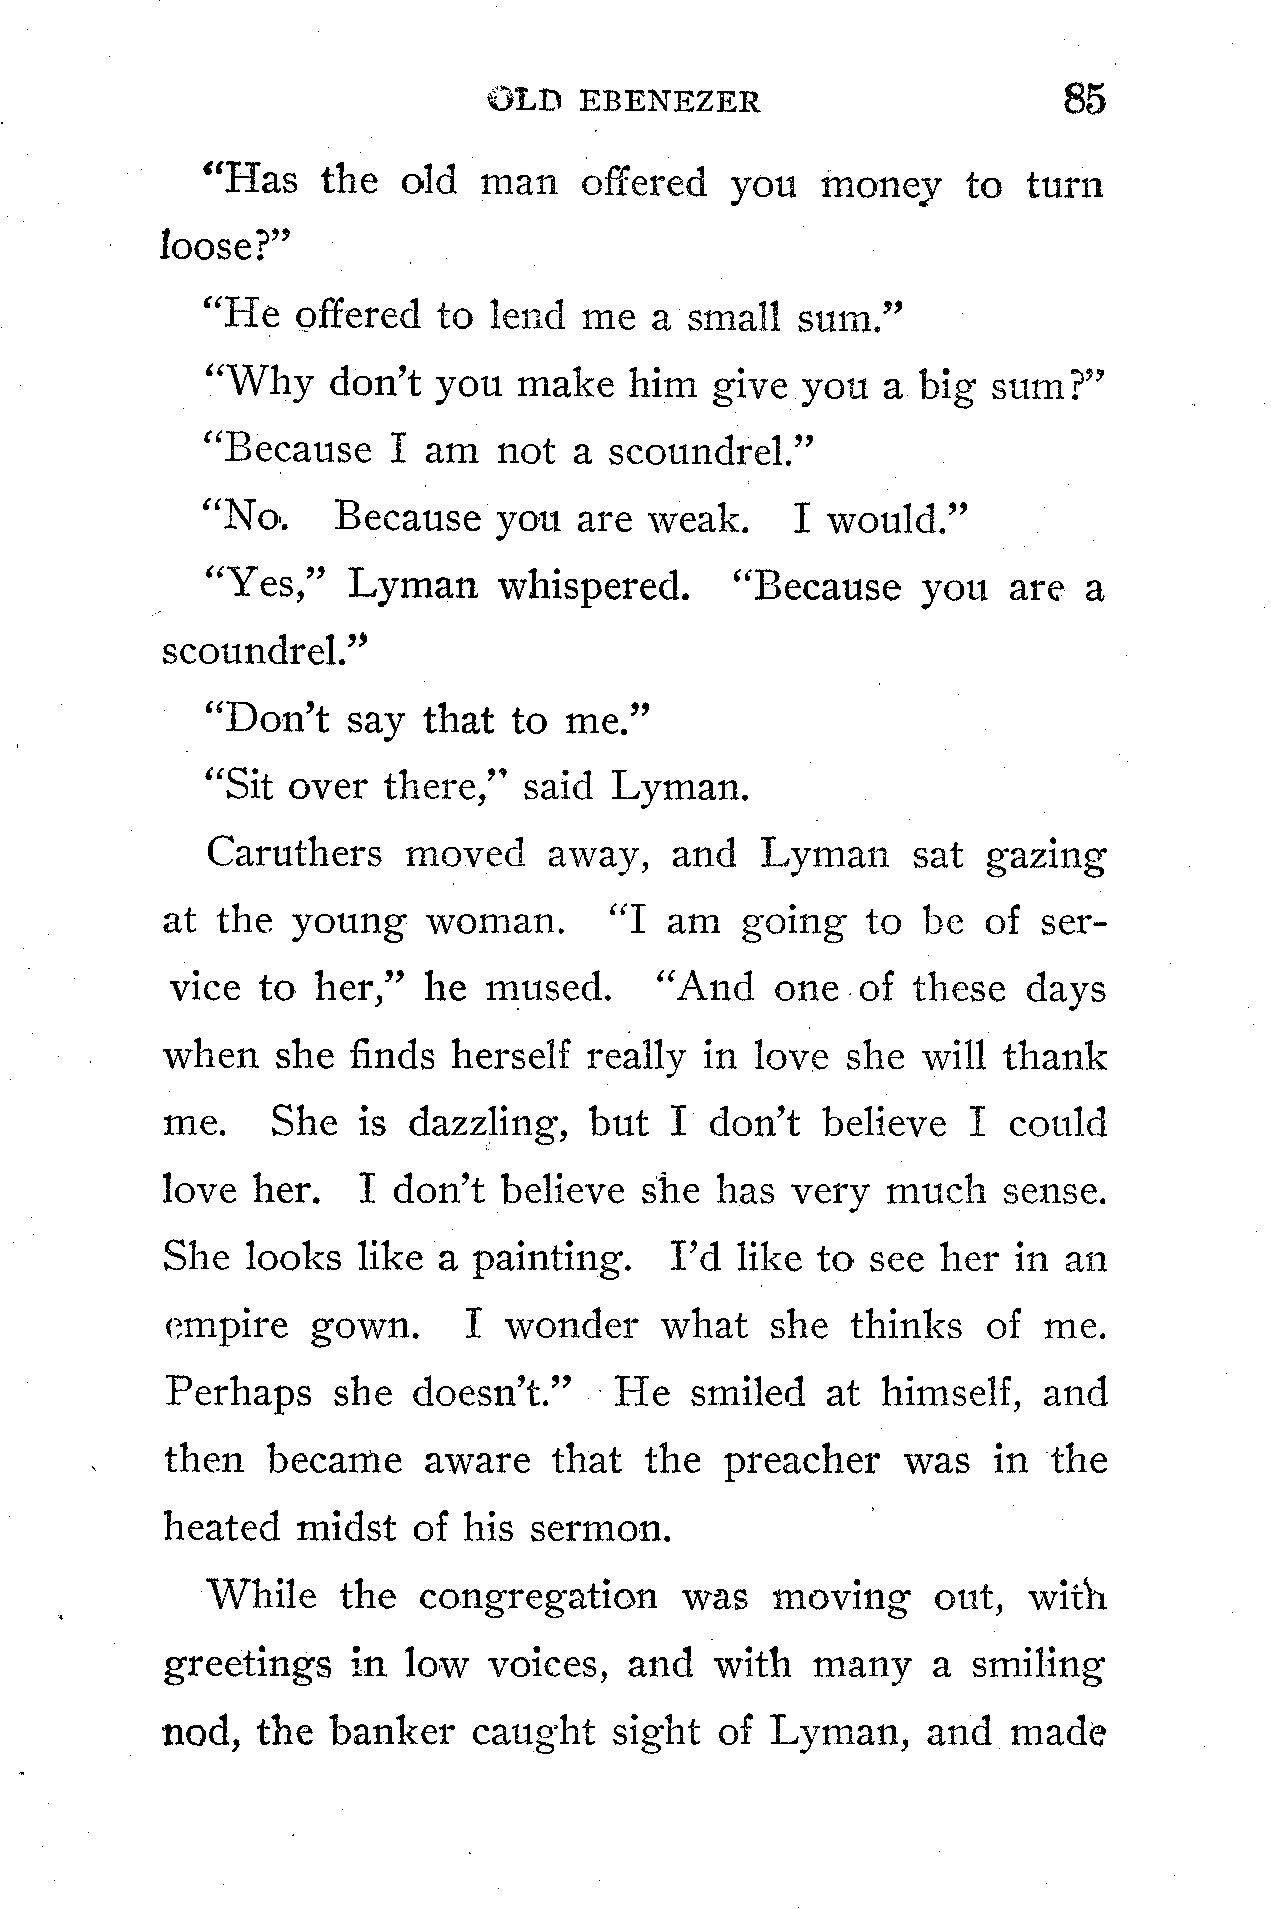 OLD EBENEZER 85
“Has the old man offered you money to turn
loose?”
“He offered to lend me a small sum.”
“Why don’t you make him give you a big sum?”
“Because I am not a scoundrel.”
“No. Because you are weak. I would.”
“Yes,” Lyman whispered. “Because you are a
scoundrel.”
“Don’t say that to me.”
“Sit over there,” said Lyman.
Caruthers moved away, and Lyman sat gazing
at the young woman. “I am going to be of ser-
vice to her,” he mused. “And one of these days
when she finds herself really in love she will thank
me. She is dazzling, but I don’t believe I could
love her. I don’t believe she has very much sense.
She looks like a painting. I’d like to see her in an
empire gown. I wonder what she thinks of me.
Perhaps she doesn’t.” He smiled at himself, and
then became aware that the preacher was in the
heated midst of his sermon.
While the congregation was moving out, with
greetings in low voices, and with many a smiling
nod, the banker caught sight of Lyman, and made